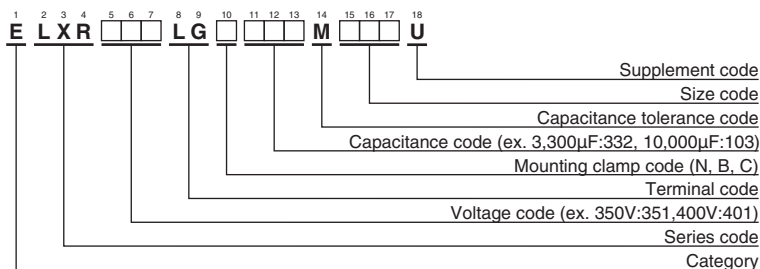 1 2 3 4 5 6 7 8 9 10 11 12 13 14 15 16 17 18
E L X R □□□ L G □ □□□ M □□□ U
Supplement code
Size code
Capacitance tolerance code
Capacitance code (ex. 3,300µF:332, 10,000µF:103)
Mounting clamp code (N, B, C)
Terminal code
Voltage code (ex. 350V:351,400V:401)
Series code
Category